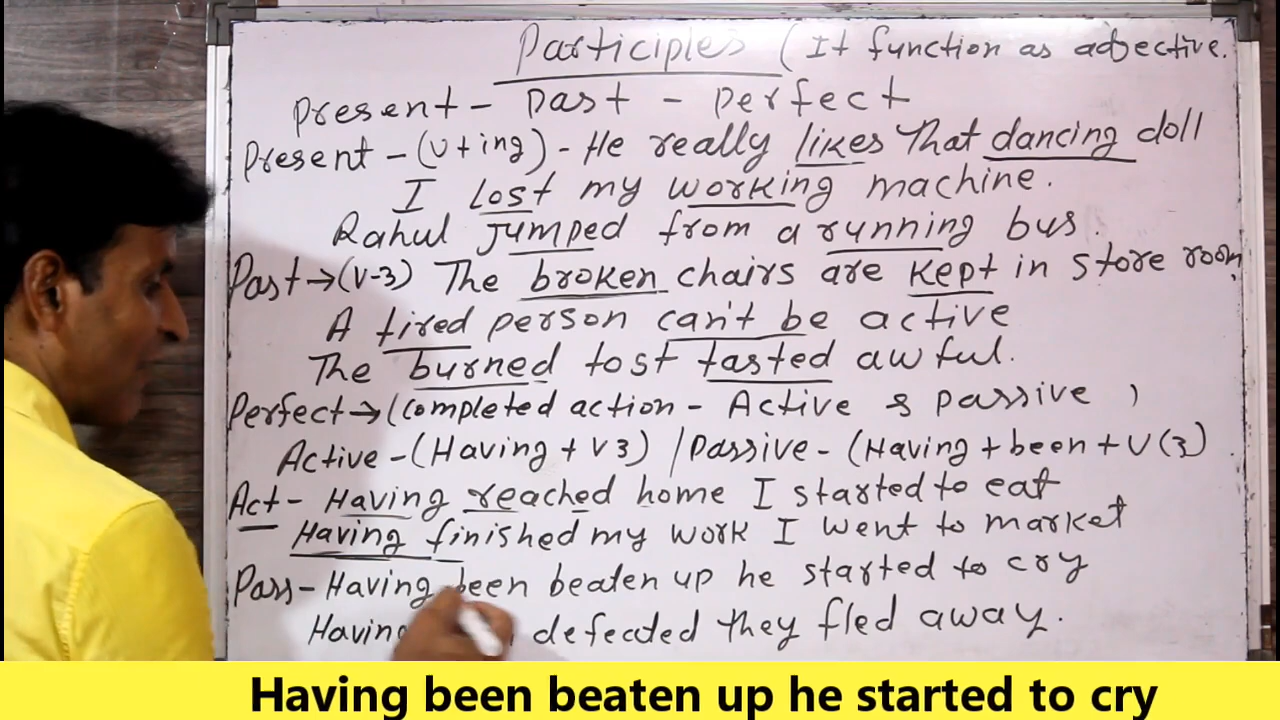 Participles (It function as adjective.
Present - Past - perfect
Present - (V+ing) - He really likes That dancing doll
I lost my working machine.
Rahul jumped from a running bus.
Past → (V-3) The broken chairs are kept in store room,
A tired person can't be active
The burned tost tasted awful.
Perfect → (Completed action - Active & passive )
Active - (Having + V3) / Passive - (Having + been + V(3)
Act - Having reached home I started to eat
Having finished my work I went to market
Pass - Having been beaten up he started to cry
Having defeated they fled away.
Having been beaten up he started to cry